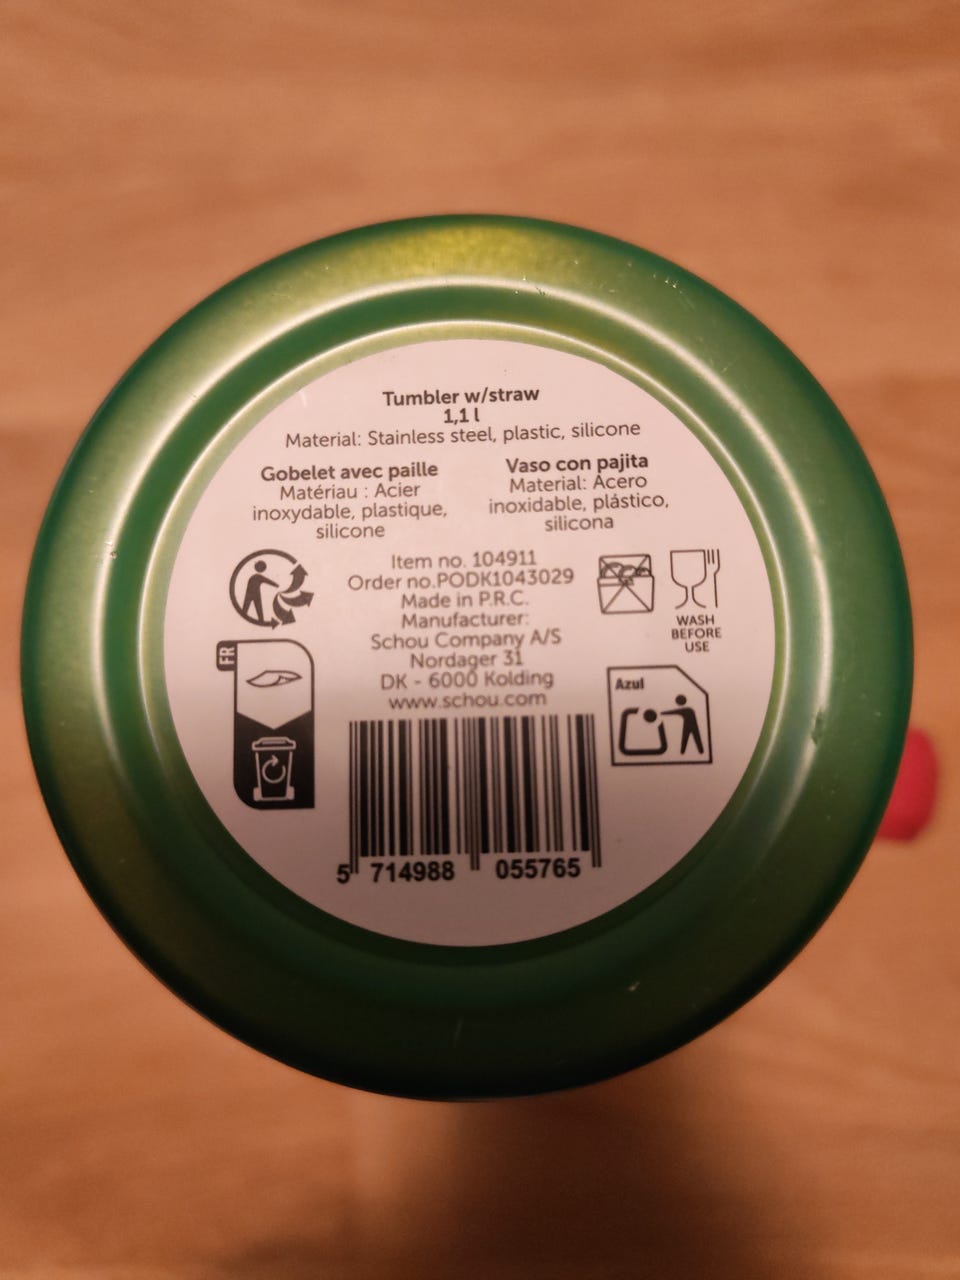 Tumbler w/straw
1,1 l
Material: Stainless steel, plastic, silicone
Gobelet avec paille
Matériau : Acier
inoxydable, plastique,
silicone
Vaso con pajita
Material: Acero
inoxidable, plástico,
silicona
Item no. 104911
Order no.PODK1043029
Made in P.R.C.
Manufacturer:
Schou Company A/S
Nordager 31
DK - 6000 Kolding
www.schou.com
FR
WASH
BEFORE
USE
Azul
5 714988 055765